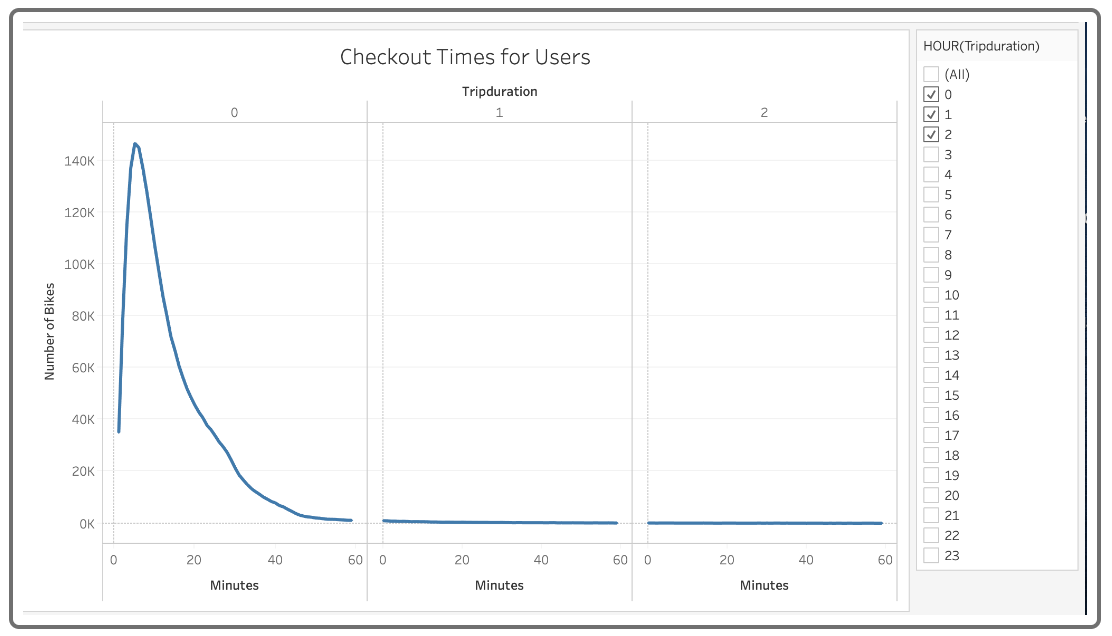 Checkout Times for Users
Tripduration
0 1 2
Number of Bikes
140K
120K
100K
80K
60K
40K
20K
0K
0 20 40 60 0 20 40 60 0 20 40 60
Minutes Minutes Minutes
HOUR(Tripduration)
(All)
0
1
2
3
4
5
6
7
8
9
10
11
12
13
14
15
16
17
18
19
20
21
22
23